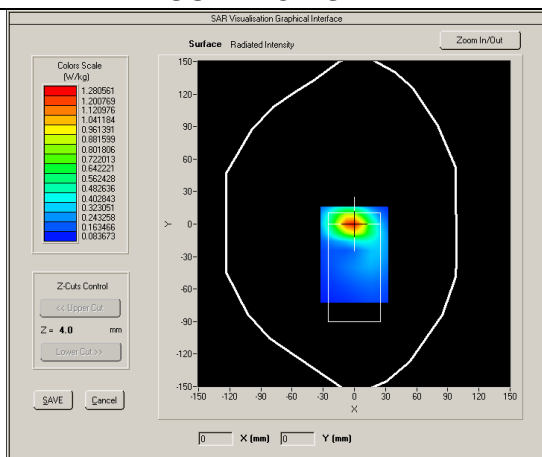 SAR Visualisation Graphical Interface
Surface Radiated Intensity
Zoom In/Out
Colors Scale
(W/kg)
1.280561
1.200769
1.120976
1.041184
0.961391
0.881599
0.801806
0.722013
0.642221
0.562428
0.482636
0.402843
0.323051
0.243258
0.163466
0.083673
Z-Cuts Control
<< Upper Cut
Z = 4.0 mm
Lower Cut >>
SAVE Cancel
150-
120-
90-
60-
30-
Y 0-
-30-
-60-
-90-
-120-
-150-
-150 -120 -90 -60 -30 0 30 60 90 120 150
X
0 X (mm) 0 Y (mm)